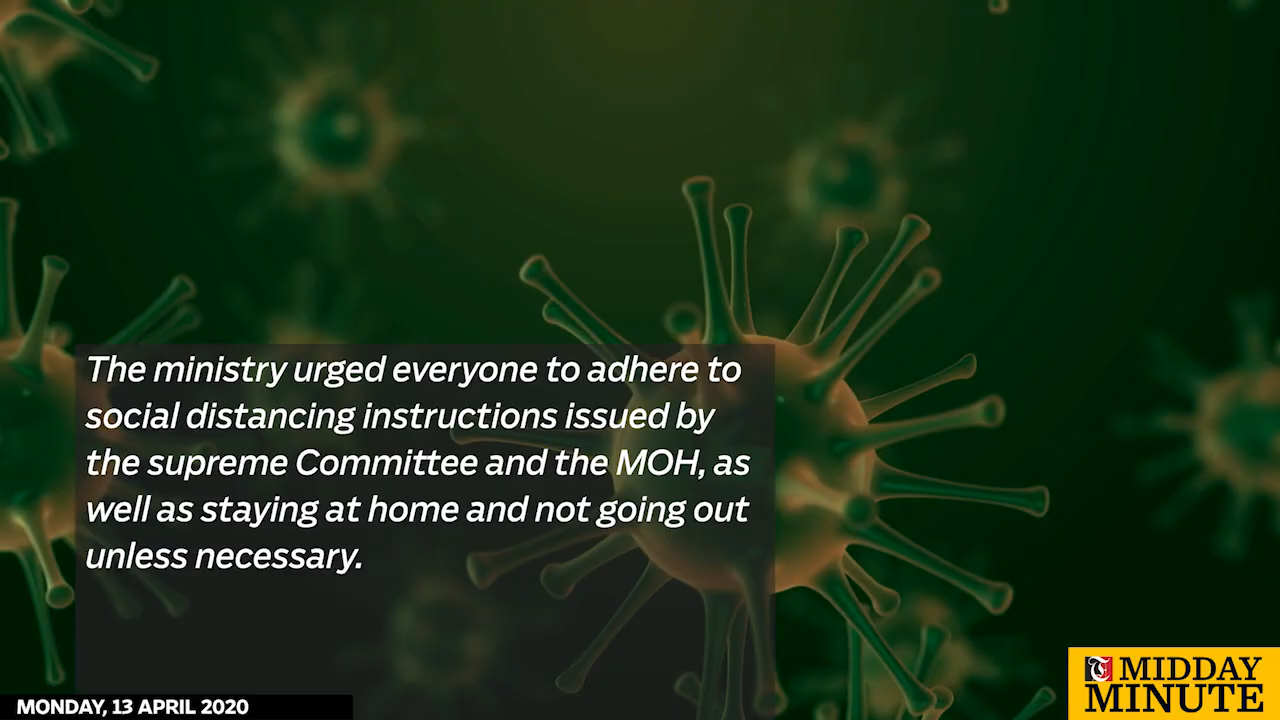 The ministry urged everyone to adhere to
social distancing instructions issued by
the supreme Committee and the MOH, as
well as staying at home and not going out
unless necessary.
MONDAY, 13 APRIL 2020
T MIDDAY
MINUTE